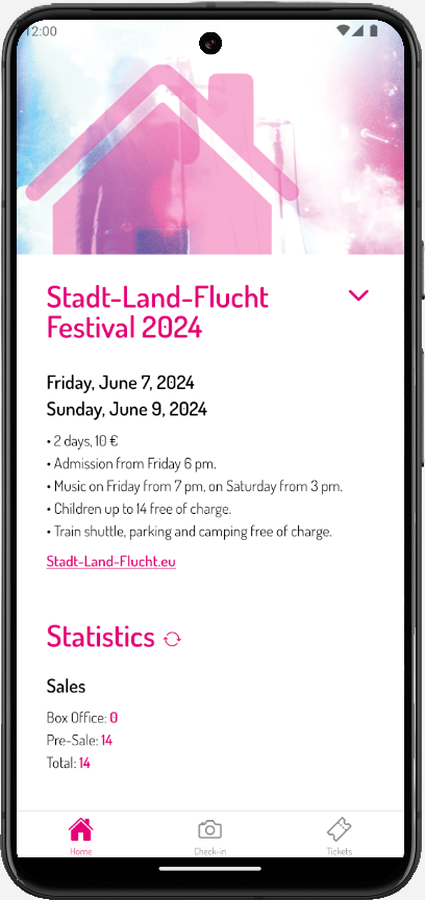 12:00
Stadt-Land-Flucht
Festival 2024
Friday, June 7, 2024
Sunday, June 9, 2024
• 2 days, 10 €
• Admission from Friday 6 pm.
• Music on Friday from 7 pm, on Saturday from 3 pm.
• Children up to 14 free of charge.
• Train shuttle, parking and camping free of charge.
Stadt-Land-Flucht.eu
Statistics
Sales
Box Office: 0
Pre-Sale: 14
Total: 14
Home
Check-in
Tickets